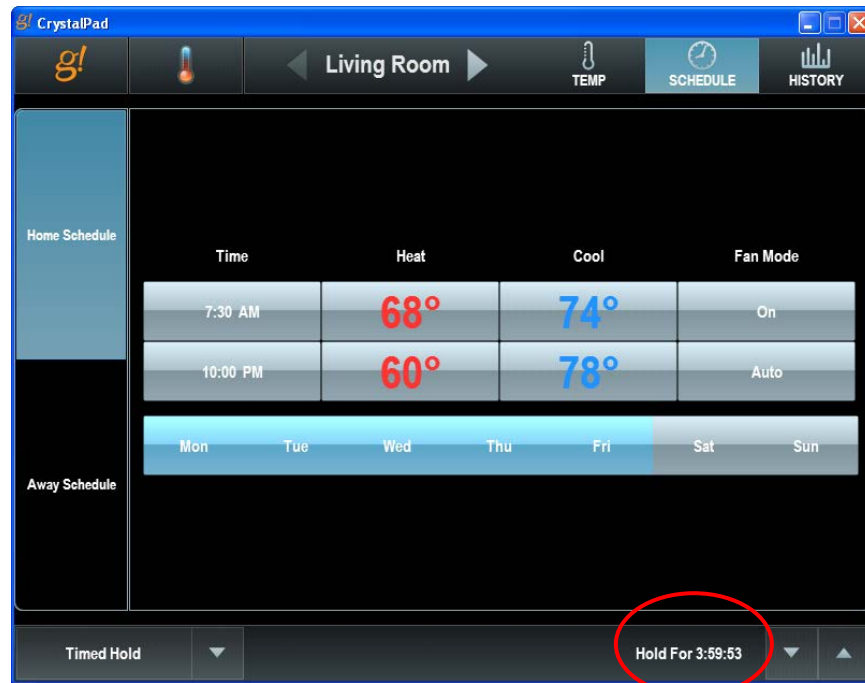 g! CrystalPad
g!
Living Room
TEMP
SCHEDULE
HISTORY
Home Schedule
Time Heat Cool Fan Mode
7:30 AM 68° 74° On
10:00 PM 60° 78° Auto
Mon Tue Wed Thu Fri Sat Sun
Away Schedule
Timed Hold
Hold For 3:59:53